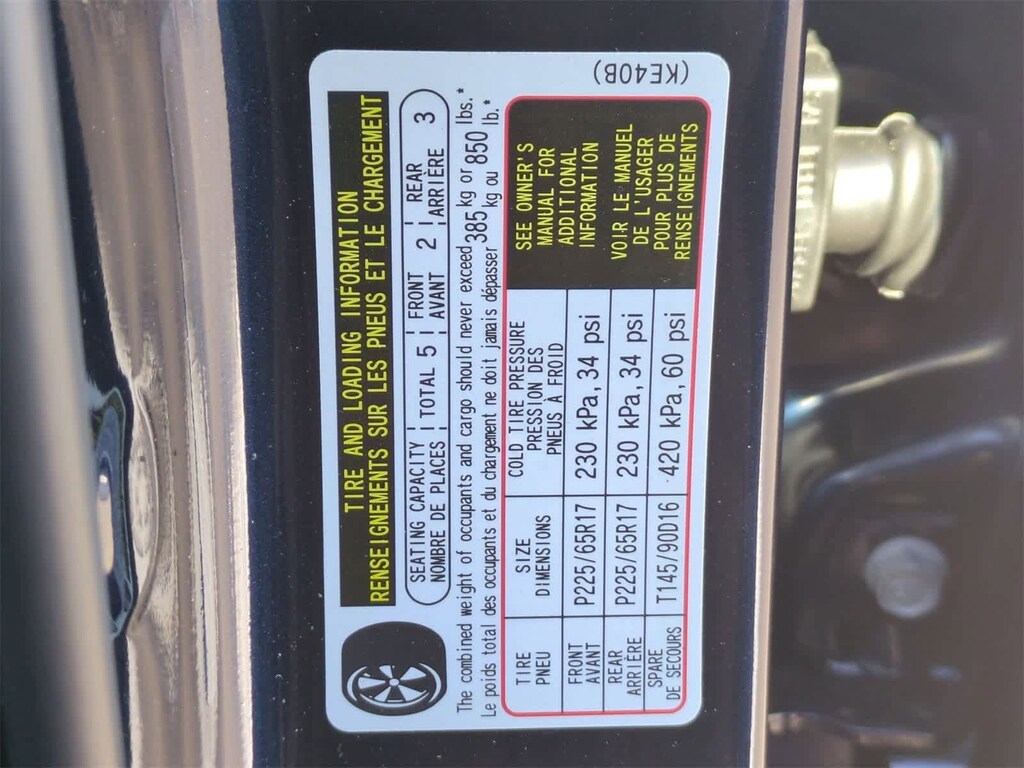 TIRE AND LOADING INFORMATION
RENSEIGNEMENTS SUR LES PNEUS ET LE CHARGEMENT
SEATING CAPACITY | TOTAL 5 | FRONT 2 | REAR 3
NOMBRE DE PLACES AVANT ARRIÈRE
The combined weight of occupants and cargo should never exceed 385 kg or 850 lbs.*
Le poids total des occupants et du chargement ne doit jamais dépasser kg ou lb.*
TIRE PNEU
SIZE DIMENSIONS
COLD TIRE PRESSURE
PRESSION DES
PNEUS À FROID
FRONT AVANT P225/65R17 230 kPa, 34 psi
REAR ARRIÈRE P225/65R17 230 kPa, 34 psi
SPARE DE SECOURS T145/90D16 420 kPa, 60 psi
SEE OWNER'S
MANUAL FOR
ADDITIONAL
INFORMATION
VOIR LE MANUEL
DE L'USAGER
POUR PLUS DE
RENSEIGNEMENTS
(KE40B)